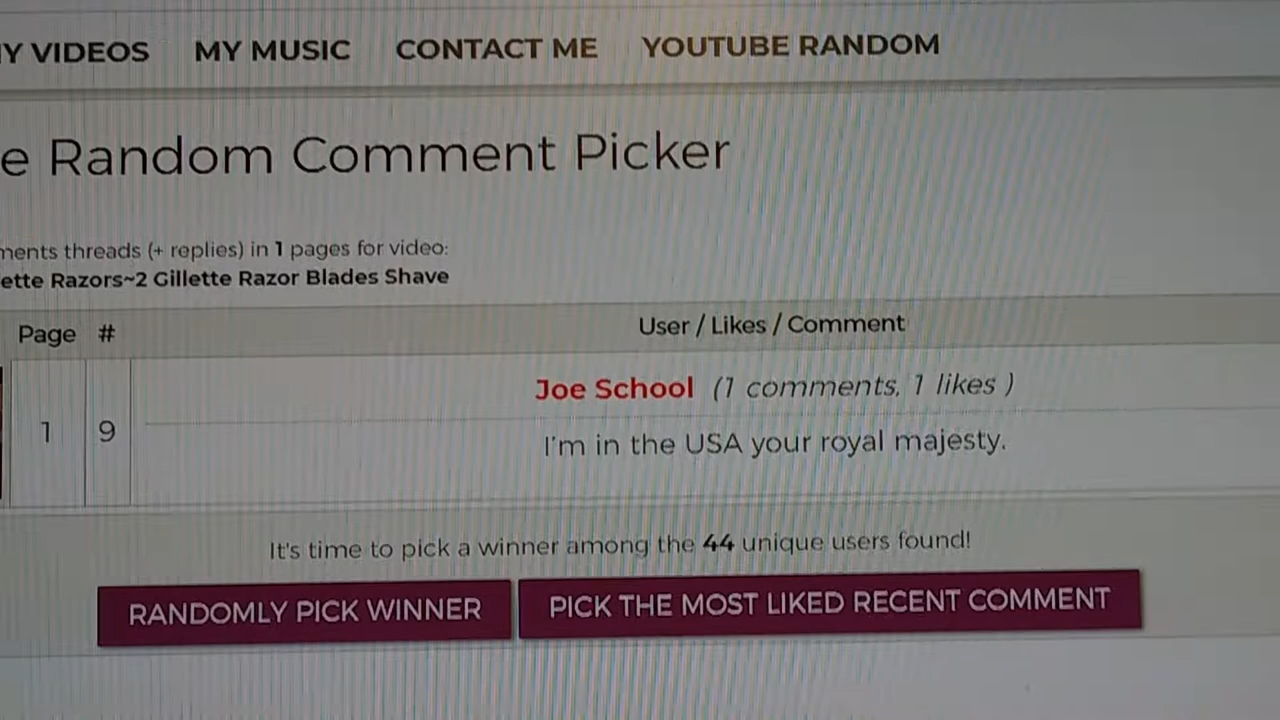 VIDEOS MY MUSIC CONTACT ME YOUTUBE RANDOM
Random Comment Picker
threads (+ replies) in 1 pages for video:
Razors~2 Gillette Razor Blades Shave
Page # User / Likes / Comment
Joe School (1 comments, 1 likes )
1 9
I'm in the USA your royal majesty.
It's time to pick a winner among the 44 unique users found!
RANDOMLY PICK WINNER PICK THE MOST LIKED RECENT COMMENT